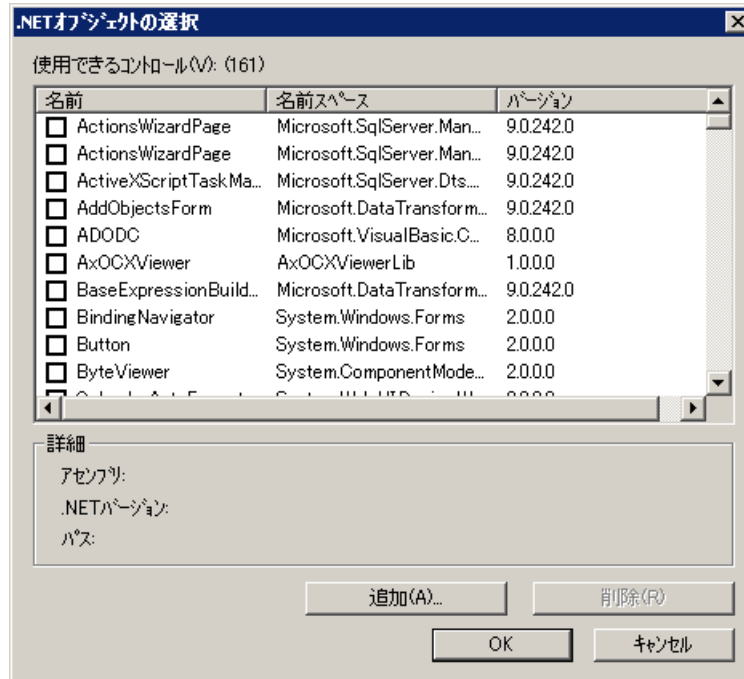 .NETｵﾌﾞｼﾞｪｸﾄの選択
使用できるｺﾝﾄﾛｰﾙ(V): (161)
名前 名前ｽﾍﾟｰｽ ﾊﾞｰｼﾞｮﾝ
ActionsWizardPage Microsoft.SqlServer.Man... 9.0.242.0
ActionsWizardPage Microsoft.SqlServer.Man... 9.0.242.0
ActiveXScriptTaskMa... Microsoft.SqlServer.Dts.... 9.0.242.0
AddObjectsForm Microsoft.DataTransform... 9.0.242.0
ADODC Microsoft.VisualBasic.C... 8.0.0.0
AxOCXViewer AxOCXViewerLib 1.0.0.0
BaseExpressionBuild... Microsoft.DataTransform... 9.0.242.0
BindingNavigator System.Windows.Forms 2.0.0.0
Button System.Windows.Forms 2.0.0.0
ByteViewer System.ComponentMode... 2.0.0.0
詳細
ｱｾﾝﾌﾞﾘ:
.NETﾊﾞｰｼﾞｮﾝ:
ﾊﾟｽ:
追加(A)... 削除(R)
OK ｷｬﾝｾﾙ